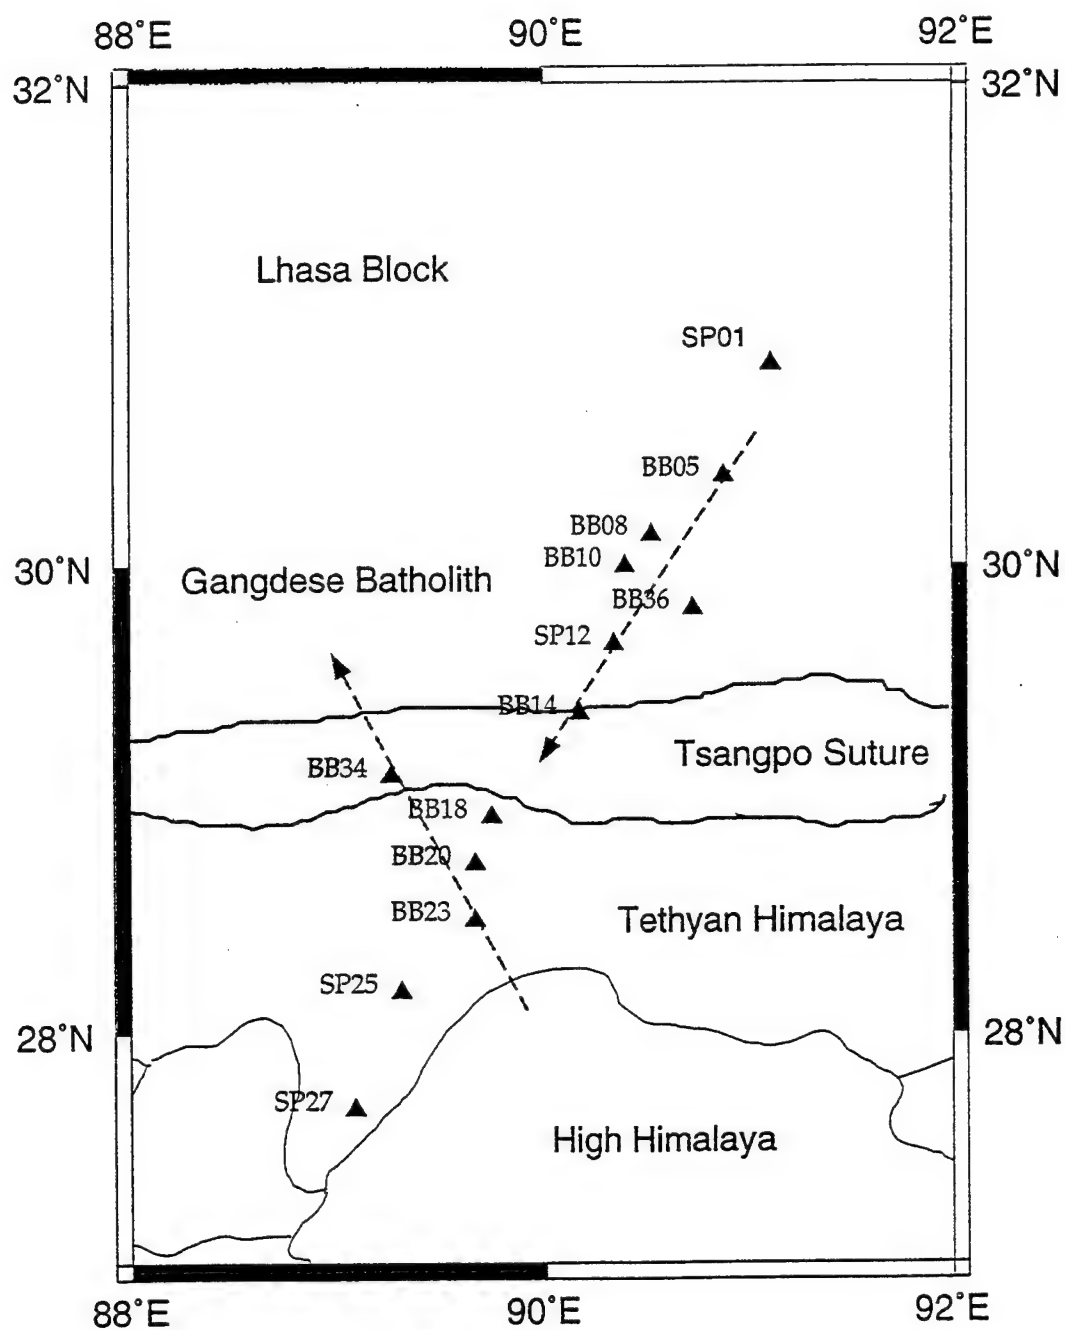 88°E 90°E 92°E
32°N 32°N
Lhasa Block
SP01
BB05
BB08
BB10
30°N 30°N
Gangdese Batholith
BB36
SP12
BB14
Tsangpo Suture
BB34
BB18
BB20
BB23
Tethyan Himalaya
SP25
28°N 28°N
SP27
High Himalaya
88°E 90°E 92°E